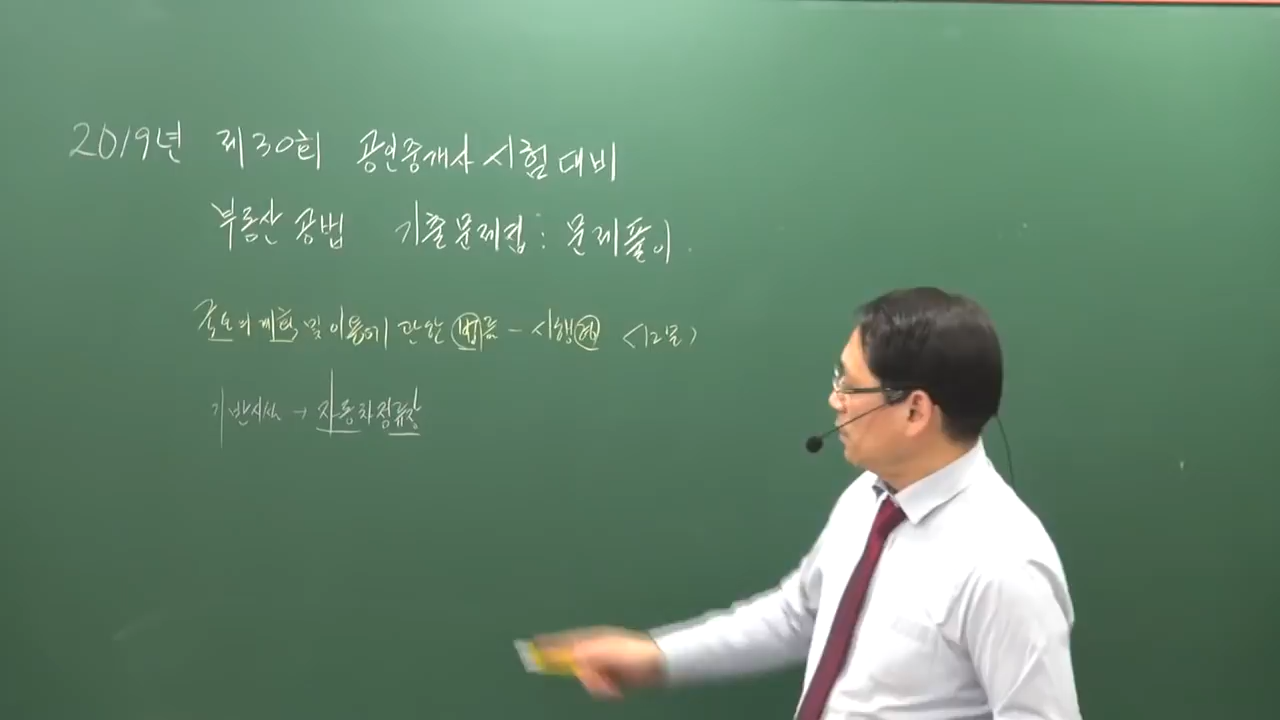 2019년 제30회 공인중개사 시험대비
부동산 공법 기출문제집 : 문제풀이.
국토의 계획 및 이용에 관한 법률 - 시행령 <12문>
기반시설 → 자동차정류장